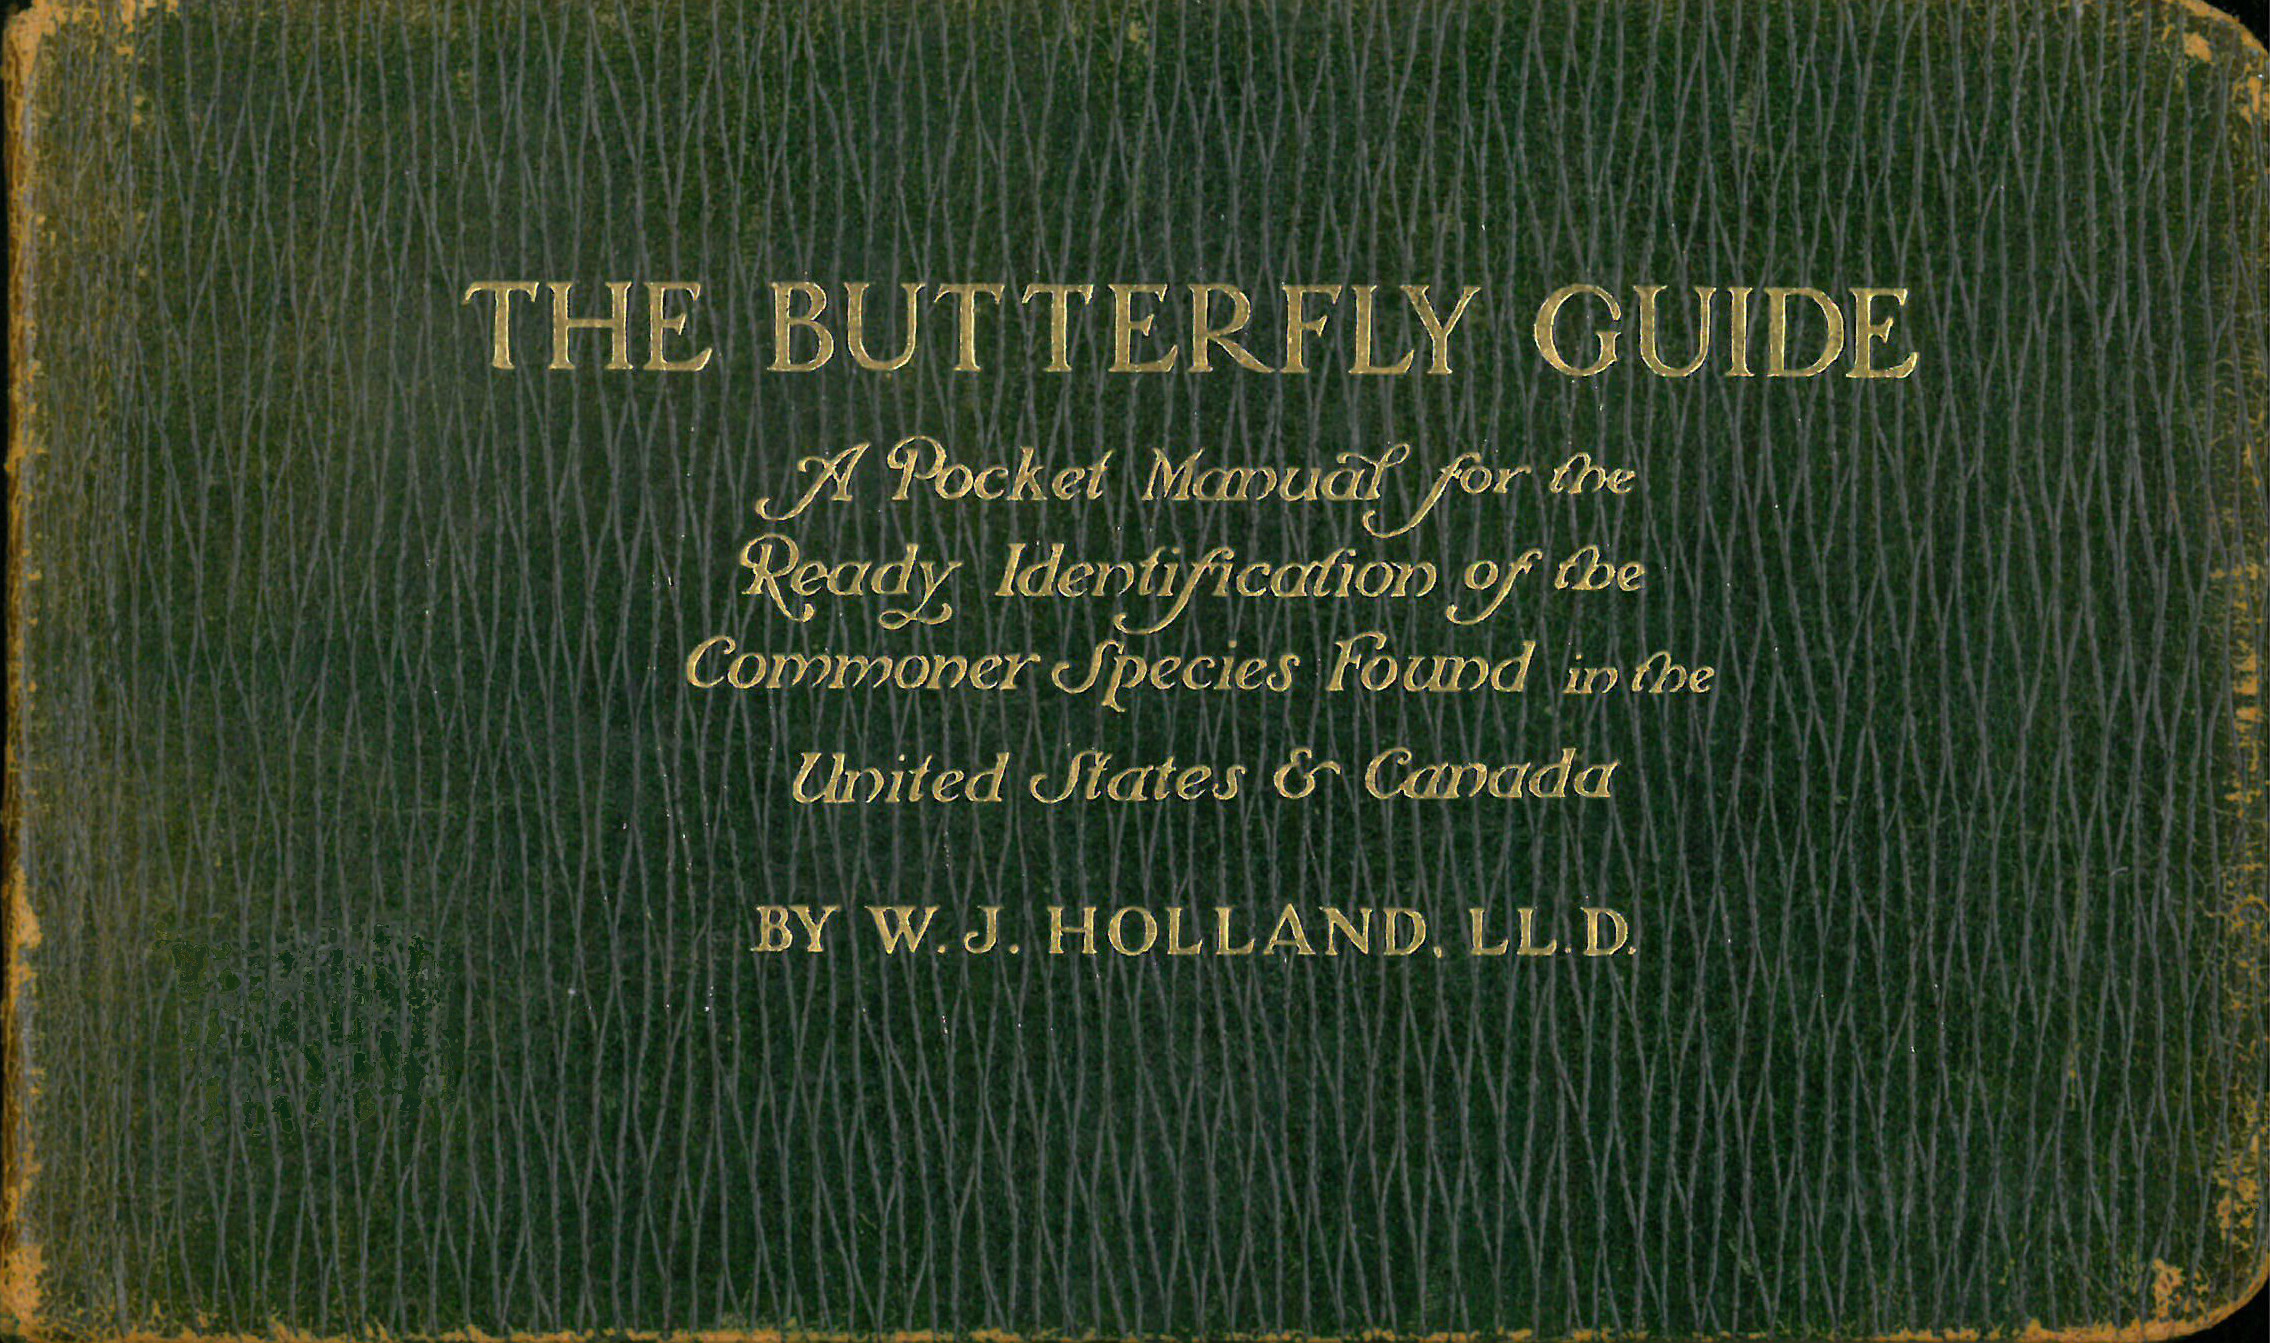 THE BUTTERFLY GUIDE
A Pocket Manual for the
Ready Identification of the
Commoner Species Found in the
United States & Canada
BY W. J. HOLLAND, LL.D.